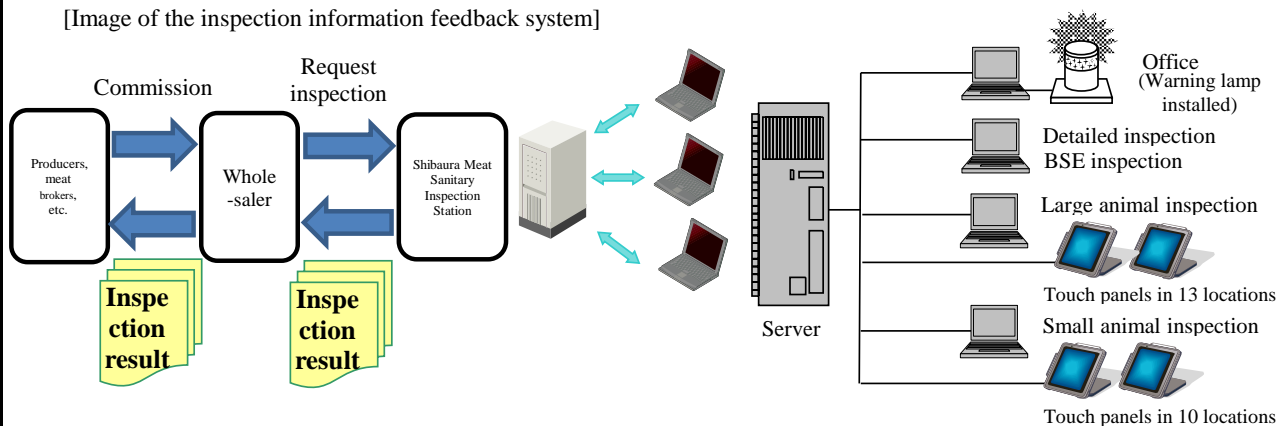 [Image of the inspection information feedback system]
Commission
Request
inspection
Producers,
meat
brokers,
etc.
Whole
-saler
Shibaura Meat
Sanitary
Inspection
Station
Inspe
ction
result
Inspe
ction
result
Server
Office
(Warning lamp
installed)
Detailed inspection
BSE inspection
Large animal inspection
Touch panels in 13 locations
Small animal inspection
Touch panels in 10 locations